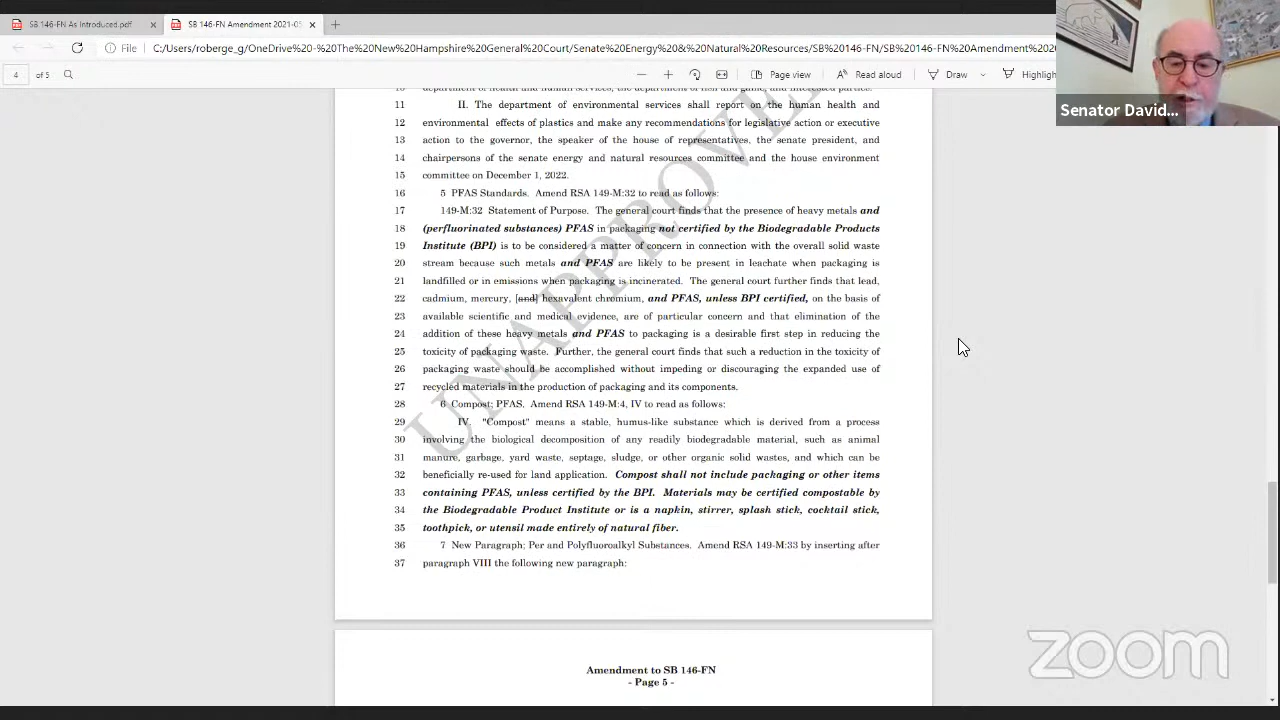 SB 146-FN As Introduced.pdf
SB 146-FN Amendment 2021-05
File
C:/Users/roberge_g/OneDrive%20-%20The%20New%20Hampshire%20General%20Court/Senate%20Energy%20&%20Natural%20Resources/SB%20146-FN/SB%20146-FN%20Amendment%20
4 of 5
Page view
Read aloud
Draw
Highligh
Senator David...
10 department of health and human services, the department of fish and game, and interested parties.
11 II. The department of environmental services shall report on the human health and
12 environmental effects of plastics and make any recommendations for legislative action or executive
13 action to the governor, the speaker of the house of representatives, the senate president, and
14 chairpersons of the senate energy and natural resources committee and the house environment
15 committee on December 1, 2022.
16 5 PFAS Standards. Amend RSA 149-M:32 to read as follows:
17 149-M:32 Statement of Purpose. The general court finds that the presence of heavy metals and
18 (perfluorinated substances) PFAS in packaging not certified by the Biodegradable Products
19 Institute (BPI) is to be considered a matter of concern in connection with the overall solid waste
20 stream because such metals and PFAS are likely to be present in leachate when packaging is
21 landfilled or in emissions when packaging is incinerated. The general court further finds that lead,
22 cadmium, mercury, [and] hexavalent chromium, and PFAS, unless BPI certified, on the basis of
23 available scientific and medical evidence, are of particular concern and that elimination of the
24 addition of these heavy metals and PFAS to packaging is a desirable first step in reducing the
25 toxicity of packaging waste. Further, the general court finds that such a reduction in the toxicity of
26 packaging waste should be accomplished without impeding or discouraging the expanded use of
27 recycled materials in the production of packaging and its components.
28 6 Compost; PFAS. Amend RSA 149-M:4, IV to read as follows:
29 IV. "Compost" means a stable, humus-like substance which is derived from a process
30 involving the biological decomposition of any readily biodegradable material, such as animal
31 manure, garbage, yard waste, septage, sludge, or other organic solid wastes, and which can be
32 beneficially re-used for land application. Compost shall not include packaging or other items
33 containing PFAS, unless certified by the BPI. Materials may be certified compostable by
34 the Biodegradable Product Institute or is a napkin, stirrer, splash stick, cocktail stick,
35 toothpick, or utensil made entirely of natural fiber.
36 7 New Paragraph; Per and Polyfluoroalkyl Substances. Amend RSA 149-M:33 by inserting after
37 paragraph VIII the following new paragraph:
UNAPPROVE
Amendment to SB 146-FN
- Page 5 -
zoom